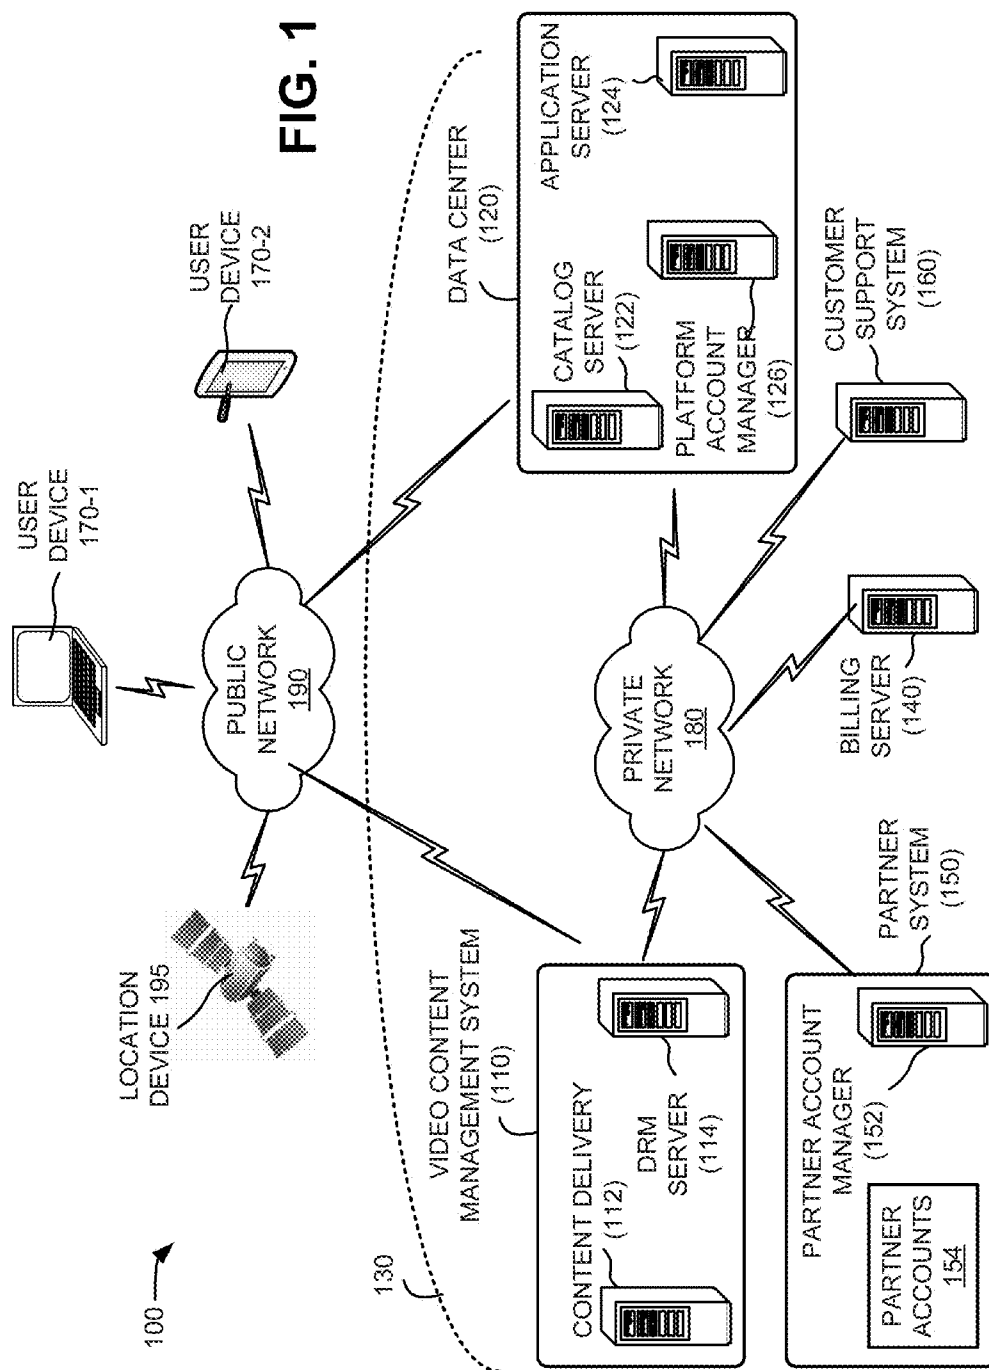 FIG. 1
100
LOCATION
DEVICE 195
USER
DEVICE
170-1
USER
DEVICE
170-2
PUBLIC
NETWORK
190
130
VIDEO CONTENT
MANAGEMENT SYSTEM
(110)
CONTENT DELIVERY
(112)
DRM
SERVER
(114)
DATA CENTER
(120)
CATALOG
SERVER
(122)
APPLICATION
SERVER
(124)
PLATFORM
ACCOUNT
MANAGER
(126)
PRIVATE
NETWORK
180
PARTNER
SYSTEM
(150)
PARTNER ACCOUNT
MANAGER
(152)
PARTNER
ACCOUNTS
154
BILLING
SERVER
(140)
CUSTOMER
SUPPORT
SYSTEM
(160)